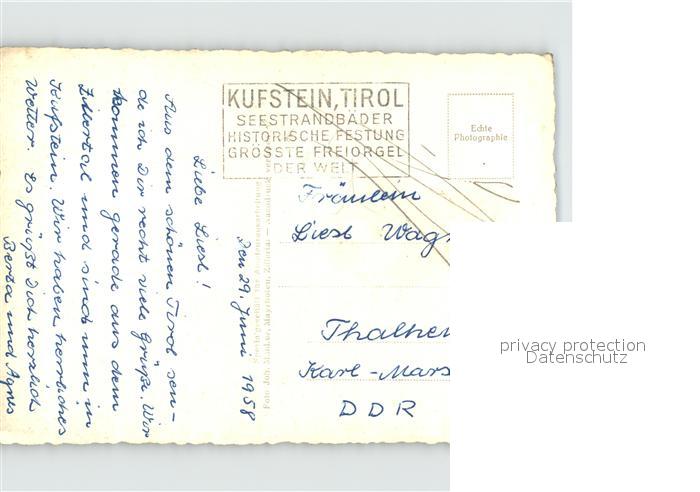 KUFSTEIN, TIROL
SEESTRANDBÄDER
HISTORISCHE FESTUNG
GRÖSSTE FREIORGEL
DER WELT
Echte
Photographie
Fräulein
Liesl Wag
Thalhei
Karl-Marx
DDR
Den 29. Juni 1958
Liebe Liesl!
Aus dem schönen Tirol sen-
de ich Dir recht viele Grüße. Wir
kommen gerade aus dem
Zillertal und sind nun in
Kufstein. Wir haben herrliches
Wetter. Es grüßt Dich herzlich
Berta und Agnes
privacy protection
Datenschutz